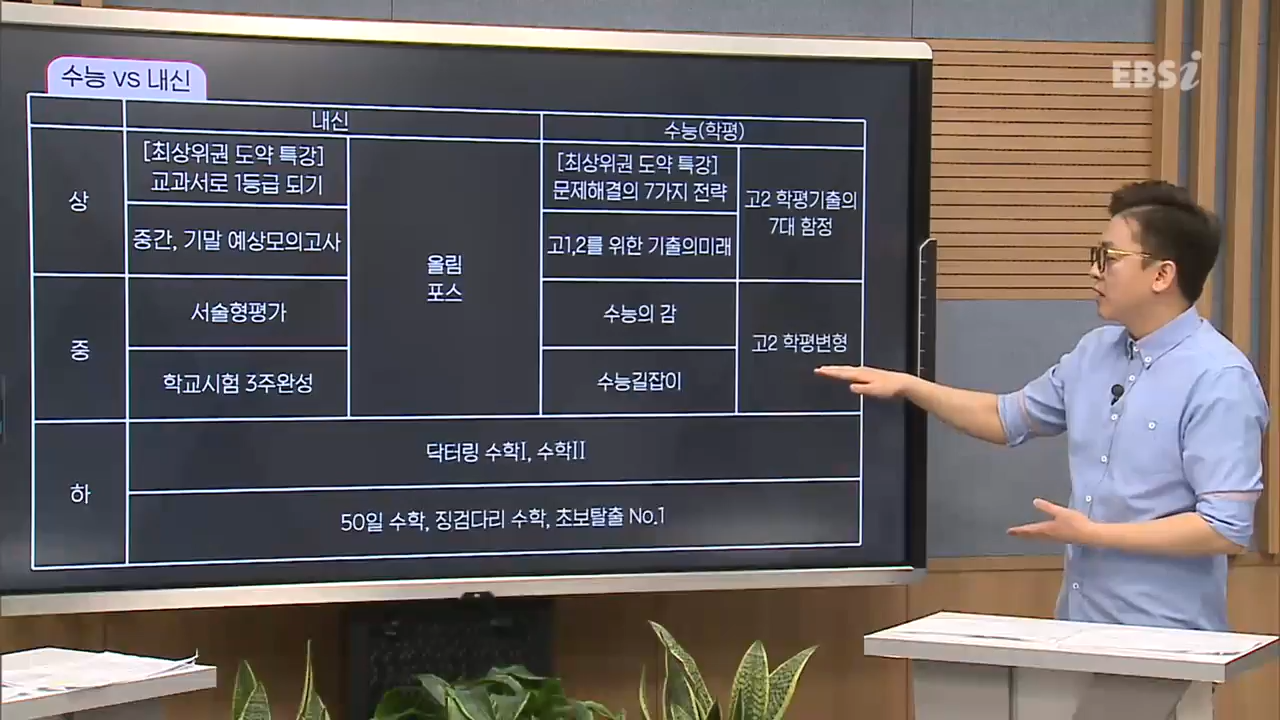 EBSi
수능 vs 내신
내신
수능(학평)
상
[최상위권 도약 특강]
교과서로 1등급 되기
중간, 기말 예상모의고사
올림
포스
[최상위권 도약 특강]
문제해결의 7가지 전략
고1,2를 위한 기출의미래
고2 학평기출의
7대 함정
중
서술형평가
학교시험 3주완성
수능의 감
수능길잡이
고2 학평변형
하
닥터링 수학I, 수학II
50일 수학, 징검다리 수학, 초보탈출 No.1